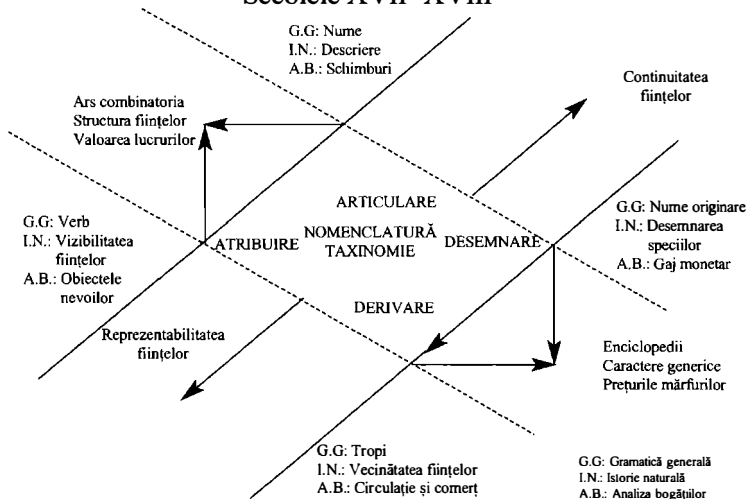 Secolele XVII-XVIII
G.G: Nume
I.N.: Descriere
A.B.: Schimburi
Continuitatea
ființelor
Ars combinatoria
Structura ființelor
Valoarea lucrurilor
ARTICULARE
G.G: Nume originare
I.N.: Desemnarea
speciilor
A.B.: Gaj monetar
G.G: Verb
I.N.: Vizibilitatea
ființelor
A.B.: Obiectele
nevoilor
ATRIBUIRE
NOMENCLATURĂ
TAXINOMIE
DESEMNARE
DERIVARE
Reprezentabilitatea
ființelor
Enciclopedii
Caractere generice
Prețurile mărfurilor
G.G: Tropi
I.N.: Vecinătatea ființelor
A.B.: Circulație și comerț
G.G: Gramatică generală
I.N.: Istorie naturală
A.B.: Analiza bogățiilor